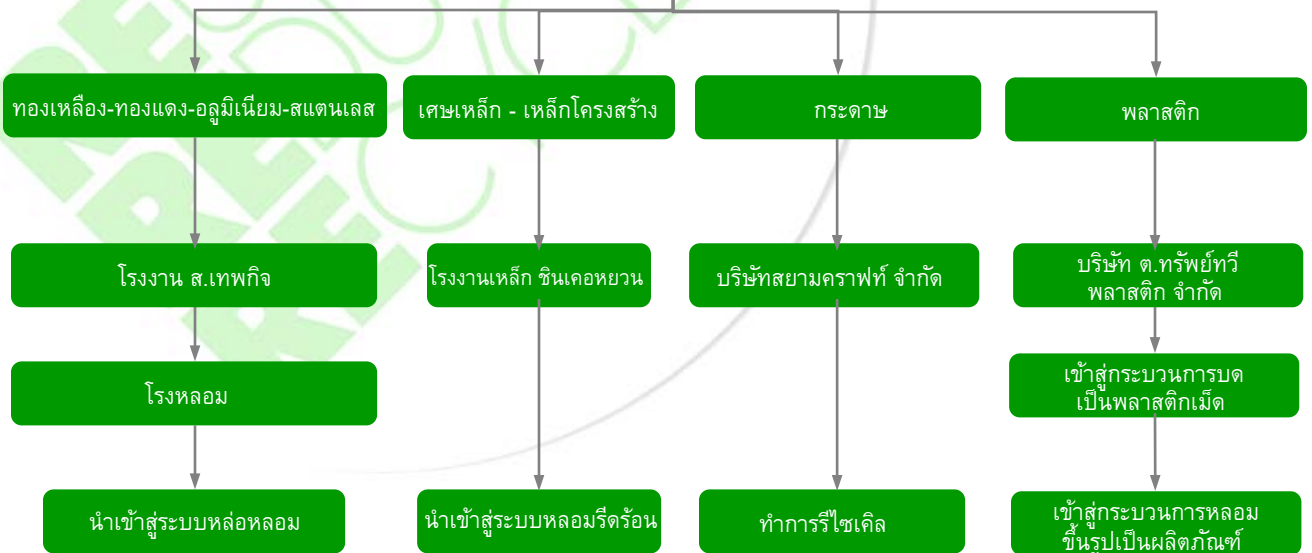 ทองเหลือง-ทองแดง-อลูมิเนียม-สแตนเลส
เศษเหล็ก - เหล็กโครงสร้าง
กระดาษ
พลาสติก
โรงงาน ส.เทพกิจ
โรงงานเหล็ก ชินเคอหยวน
บริษัทสยามคราฟท์ จำกัด
บริษัท ต.ทรัพย์ทวี
พลาสติก จำกัด
โรงหลอม
เข้าสู่กระบวนการบด
เป็นพลาสติกเม็ด
นำเข้าสู่ระบบหล่อหลอม
นำเข้าสู่ระบบหลอมรีดร้อน
ทำการรีไซเคิล
เข้าสู่กระบวนการหลอม
ขึ้นรูปเป็นผลิตภัณฑ์